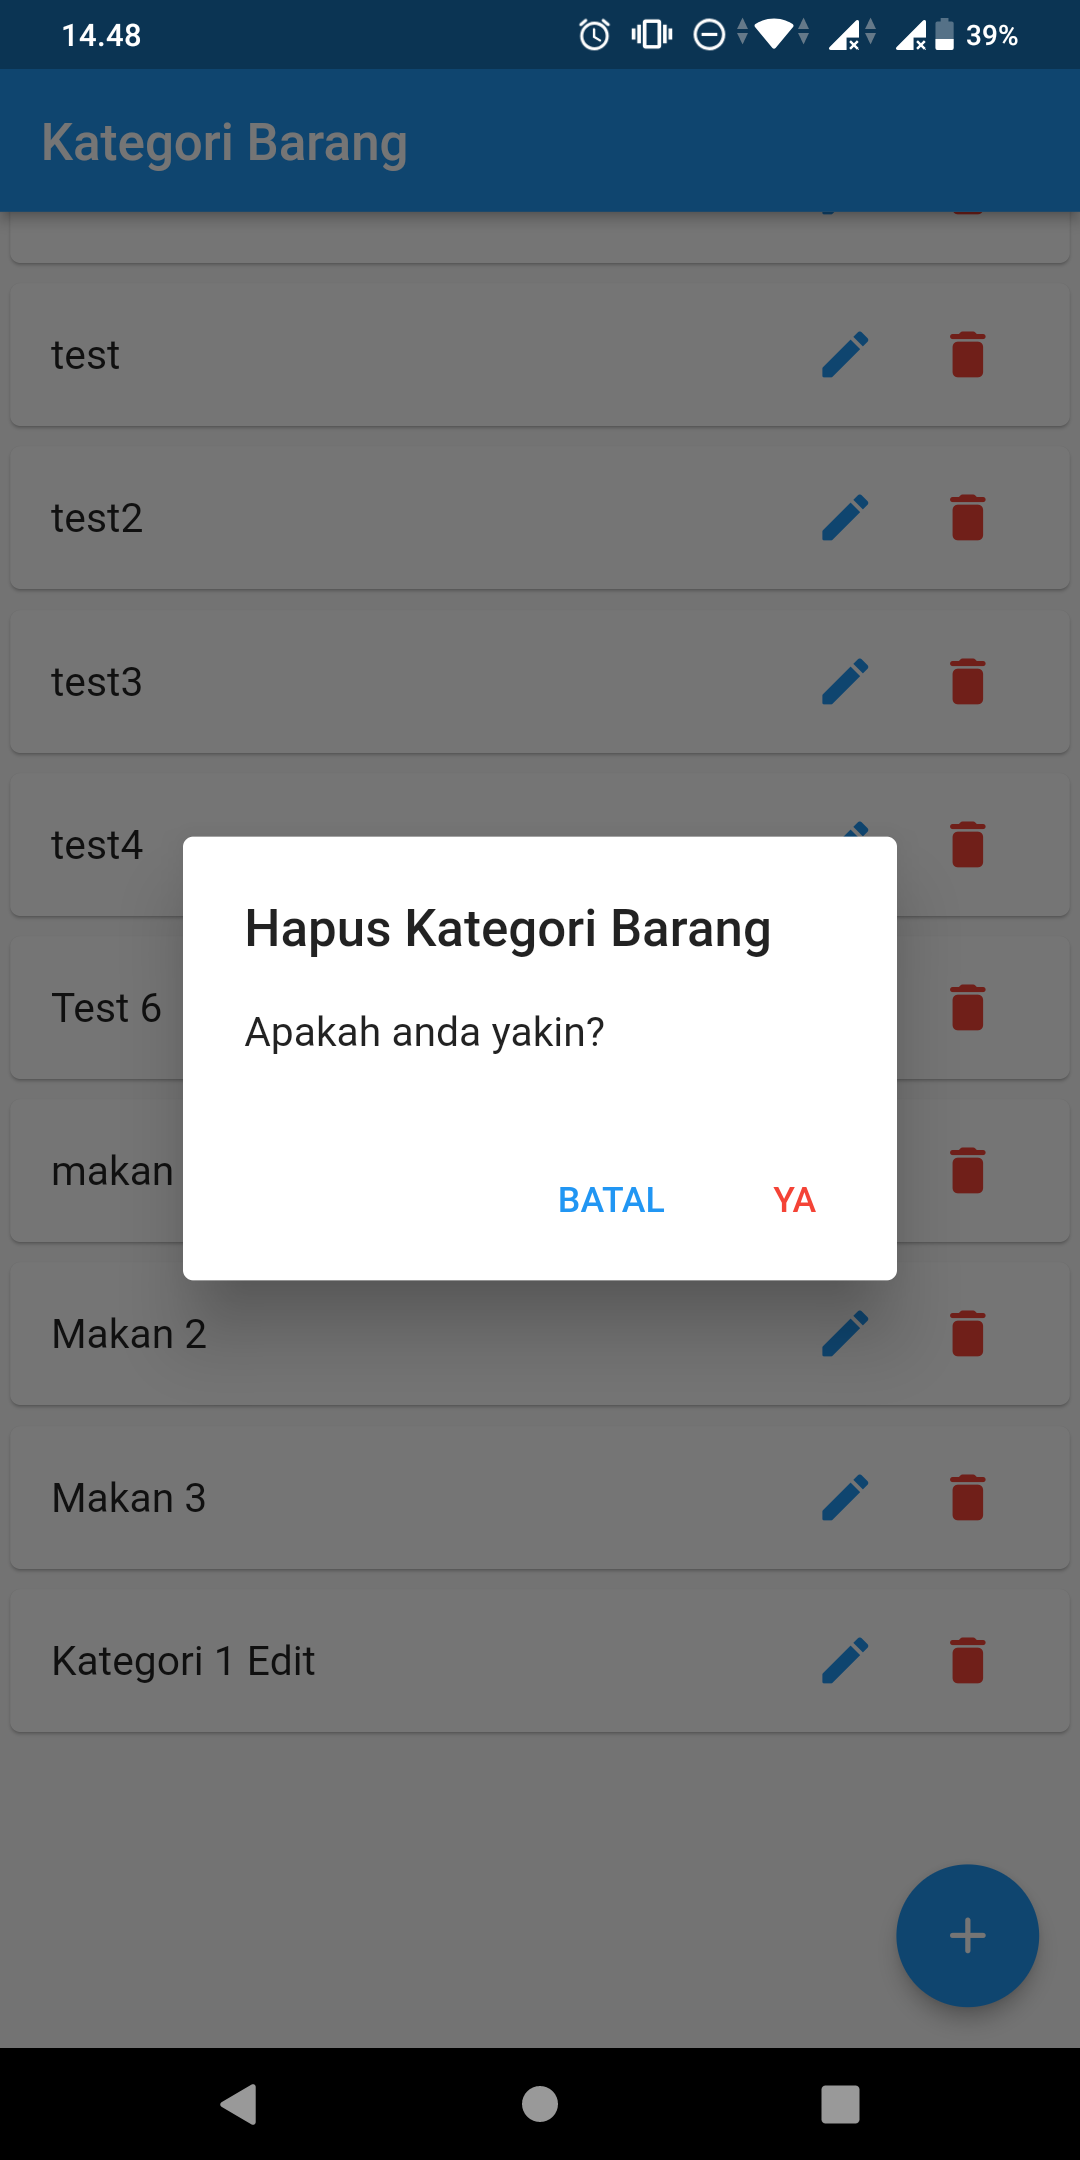 14.48
39%
Kategori Barang
test
test2
test3
test4
Test 6
makan
Hapus Kategori Barang
Apakah anda yakin?
BATAL
YA
Makan 2
Makan 3
Kategori 1 Edit